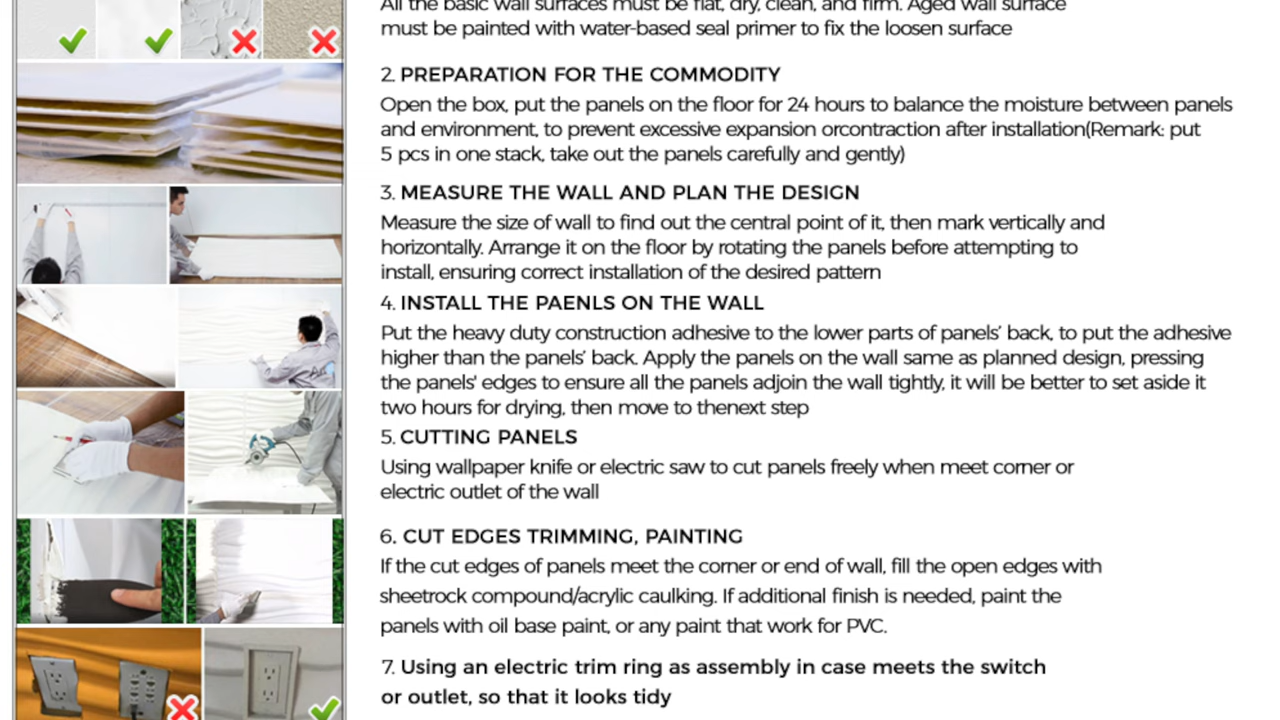 All the basic wall surfaces must be flat, dry, clean, and firm. Aged wall surface
must be painted with water-based seal primer to fix the loosen surface
2. PREPARATION FOR THE COMMODITY
Open the box, put the panels on the floor for 24 hours to balance the moisture between panels
and environment, to prevent excessive expansion orcontraction after installation(Remark: put
5 pcs in one stack, take out the panels carefully and gently)
3. MEASURE THE WALL AND PLAN THE DESIGN
Measure the size of wall to find out the central point of it, then mark vertically and
horizontally. Arrange it on the floor by rotating the panels before attempting to
install, ensuring correct installation of the desired pattern
4. INSTALL THE PAENLS ON THE WALL
Put the heavy duty construction adhesive to the lower parts of panels' back, to put the adhesive
higher than the panels' back. Apply the panels on the wall same as planned design, pressing
the panels' edges to ensure all the panels adjoin the wall tightly, it will be better to set aside it
two hours for drying, then move to thenext step
5. CUTTING PANELS
Using wallpaper knife or electric saw to cut panels freely when meet corner or
electric outlet of the wall
6. CUT EDGES TRIMMING, PAINTING
If the cut edges of panels meet the corner or end of wall, fill the open edges with
sheetrock compound/acrylic caulking. If additional finish is needed, paint the
panels with oil base paint, or any paint that work for PVC.
7. Using an electric trim ring as assembly in case meets the switch
or outlet, so that it looks tidy